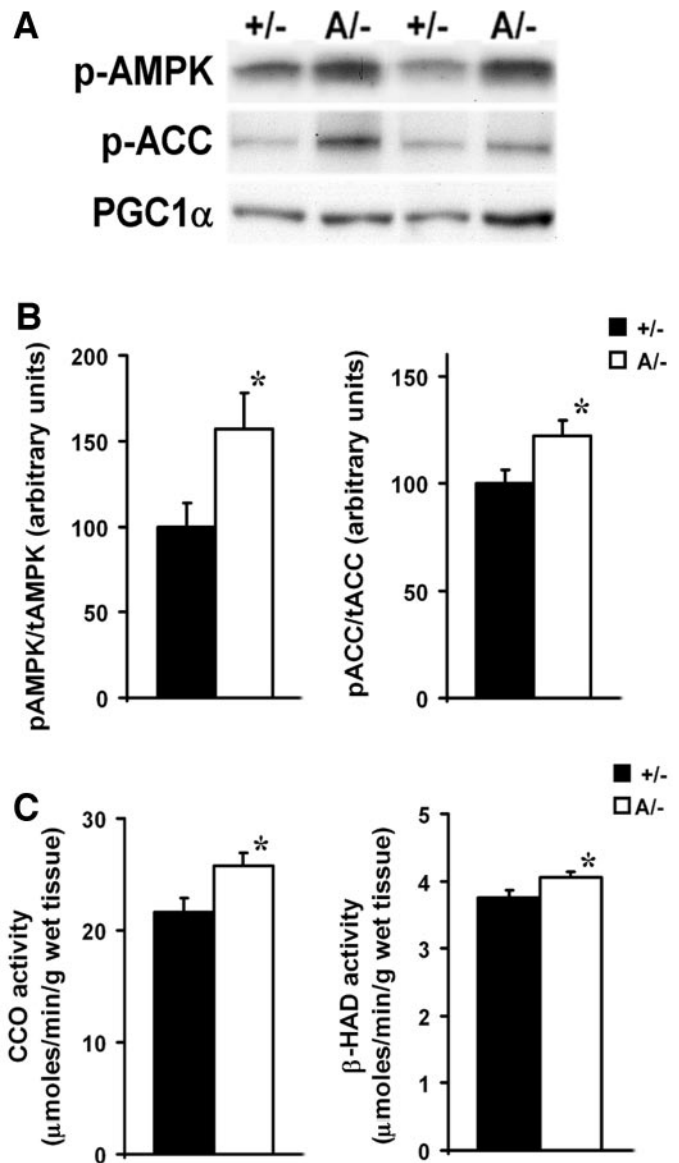 A
+/- A/- +/- A/-
p-AMPK
p-ACC
PGC1α
B
+/-
A/-
pAMPK/tAMPK (arbitrary units)
200
150
100
50
0
*
pACC/tACC (arbitrary units)
150
100
50
0
*
C
+/-
A/-
CCO activity
(μmoles/min/g wet tissue)
30
20
10
0
*
β-HAD activity
(μmoles/min/g wet tissue)
5
4
3
2
1
0
*